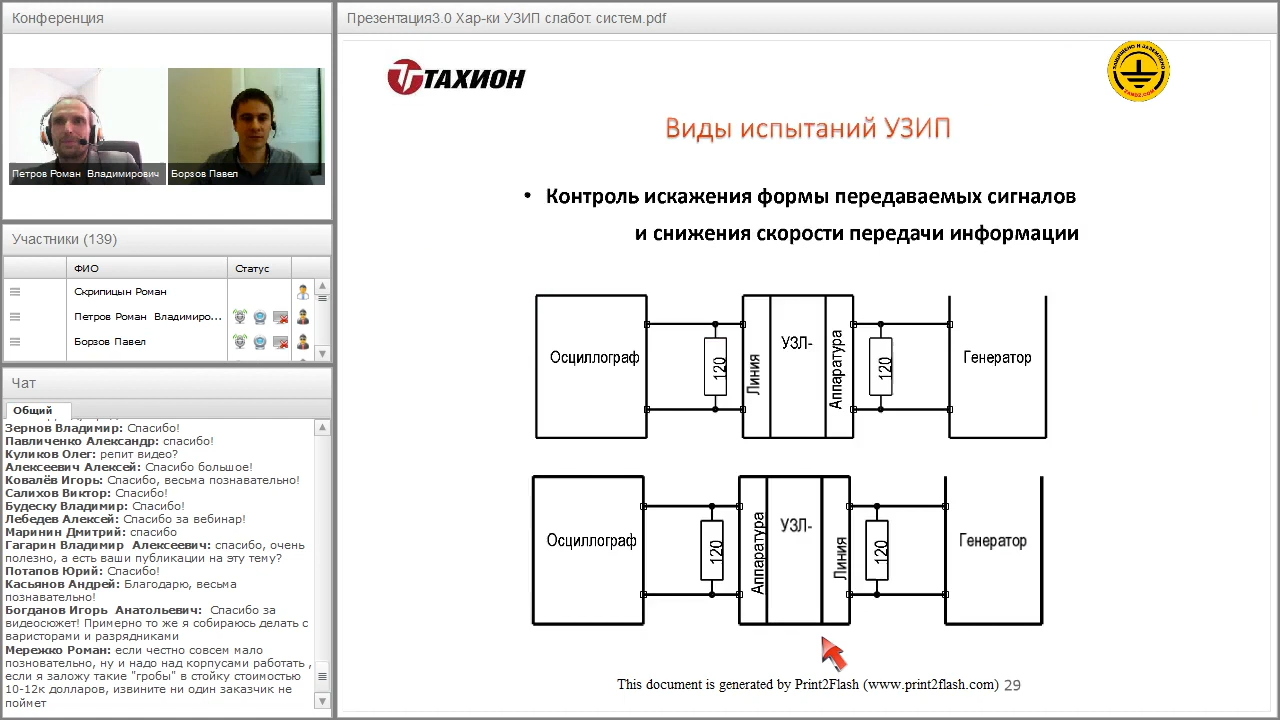 Конференция
Петров Роман Владимирович
Борзов Павел
Участники (139)
ФИО
Статус
Скрипицын Роман
Петров Роман Владимиро...
Борзов Павел
Чат
Общий
Зернов Владимир: Спасибо!
Павличенко Александр: спасибо!
Куликов Олег: репит видео?
Алексеевич Алексей: Спасибо большое!
Ковалёв Игорь: Спасибо, весьма познавательно!
Салихов Виктор: Спасибо!
Будеску Владимир: Спасибо!
Лебедев Алексей: Спасибо за вебинар!
Маринин Дмитрий: спасибо
Гагарин Владимир Алексеевич: спасибо, очень
полезно, а есть ваши публикации на эту тему?
Потапов Юрий: Спасибо!
Касьянов Андрей: Благодарю, весьма
познавательно!
Богданов Игорь Анатольевич: Спасибо за
видеосюжет! Примерно то же я собираюсь делать с
варисторами и разрядниками
Мережко Роман: если честно совсем мало
позновательно, ну и надо над корпусами работать ,
если я заложу такие "гробы" в стойку стоимостью
10-12к долларов, извините ни один заказчик не
поймет
Презентация3.0 Хар-ки УЗИП слабот. систем.pdf
ТАХИОН
ЗАЩИЩЕНО И ЗАЗЕМЛЕНО
ZANDZ.COM
Виды испытаний УЗИП
• Контроль искажения формы передаваемых сигналов
и снижения скорости передачи информации
Осциллограф
120
Линия
УЗЛ-
Аппаратура
120
Генератор
Осциллограф
120
Аппаратура
УЗЛ-
Линия
120
Генератор
This document is generated by Print2Flash (www.print2flash.com)
29